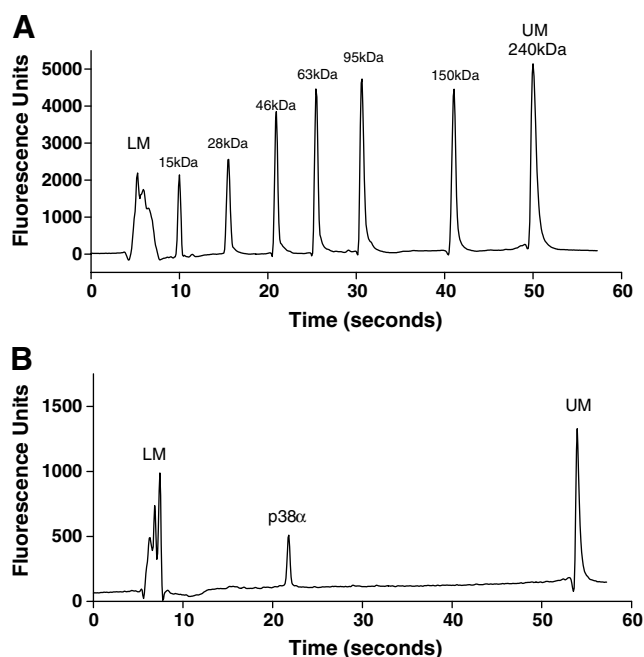 A
Fluorescence Units
5000
4000
3000
2000
1000
0
LM
15kDa
28kDa
46kDa
63kDa
95kDa
150kDa
UM
240kDa
0 10 20 30 40 50 60
Time (seconds)
B
Fluorescence Units
1500
1000
500
0
LM
p38α
UM
0 10 20 30 40 50 60
Time (seconds)